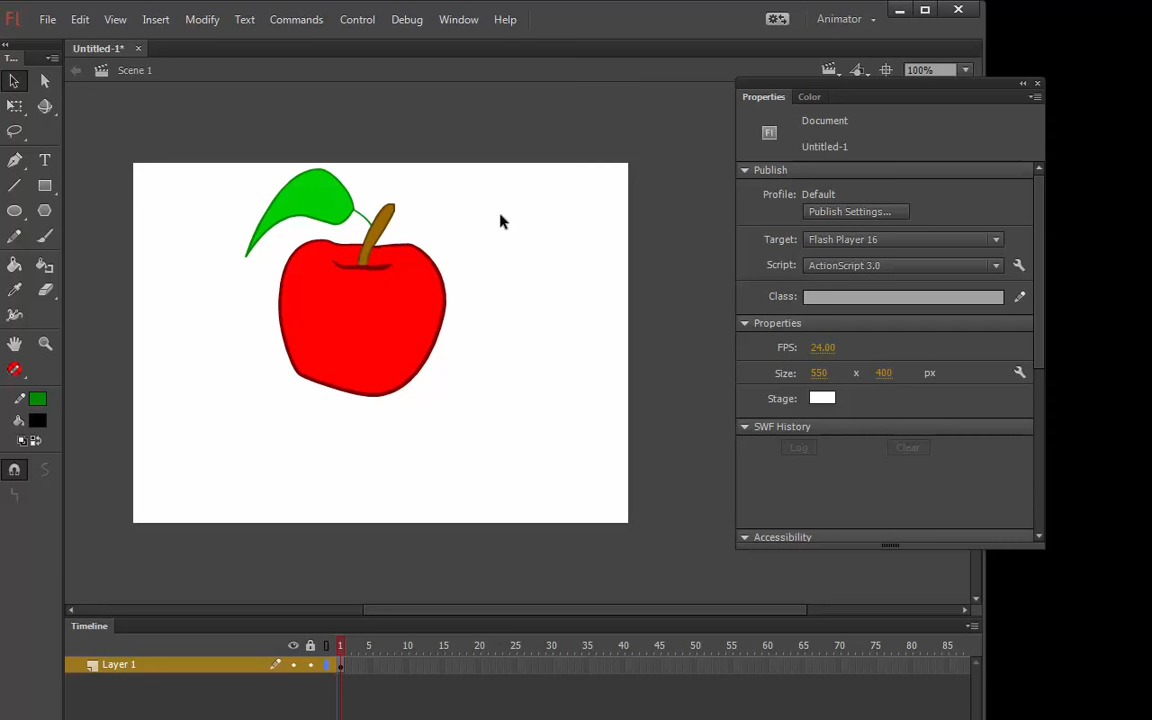 Fl File Edit View Insert Modify Text Commands Control Debug Window Help Animator
Untitled-1*
T...
Scene 1 100%
Properties Color
Document
Fl
Untitled-1
Publish
Profile: Default
Publish Settings...
Target: Flash Player 16
Script: ActionScript 3.0
Class:
Properties
FPS: 24.00
Size: 550 x 400 px
Stage:
SWF History
Log Clear
Accessibility
Timeline
1 5 10 15 20 25 30 35 40 45 50 55 60 65 70 75 80 85
Layer 1